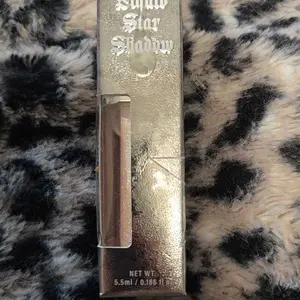 Liquid
Star
Shadow
NET WT.
5.5ml / 0.186 fl oz